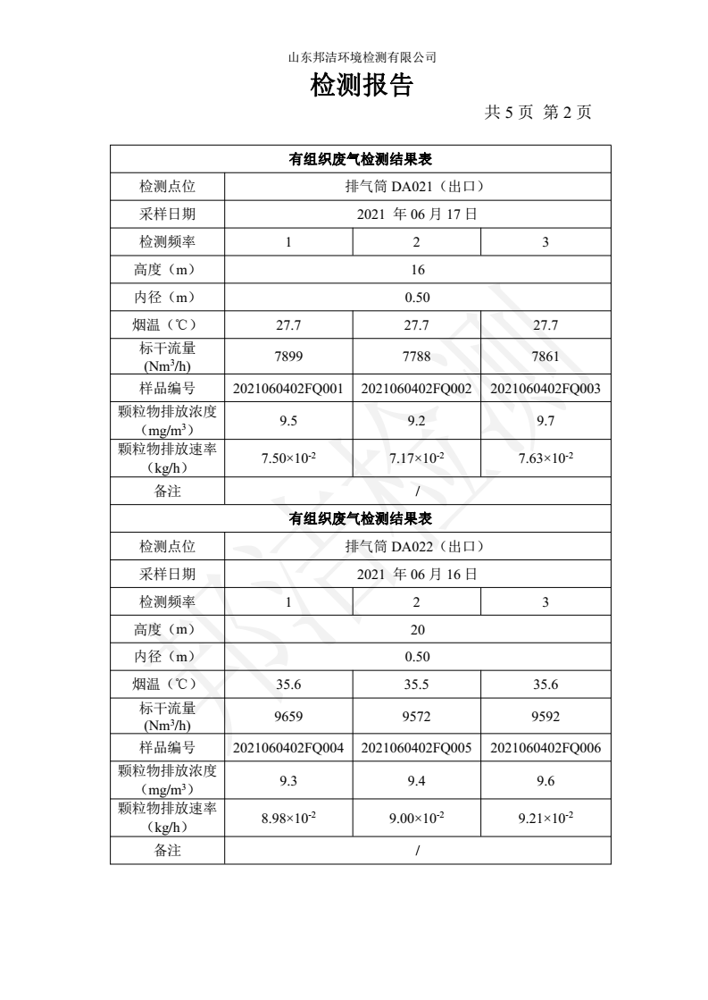 山东邦洁环境检测有限公司
检测报告
共 5 页 第 2 页
有组织废气检测结果表
检测点位 排气筒 DA021（出口）
采样日期 2021 年 06 月 17 日
检测频率 1 2 3
高度（m） 16
内径（m） 0.50
烟温（℃） 27.7 27.7 27.7
标干流量
(Nm³/h) 7899 7788 7861
样品编号 2021060402FQ001 2021060402FQ002 2021060402FQ003
颗粒物排放浓度
（mg/m³） 9.5 9.2 9.7
颗粒物排放速率
（kg/h） 7.50×10⁻² 7.17×10⁻² 7.63×10⁻²
备注 /
有组织废气检测结果表
检测点位 排气筒 DA022（出口）
采样日期 2021 年 06 月 16 日
检测频率 1 2 3
高度（m） 20
内径（m） 0.50
烟温（℃） 35.6 35.5 35.6
标干流量
(Nm³/h) 9659 9572 9592
样品编号 2021060402FQ004 2021060402FQ005 2021060402FQ006
颗粒物排放浓度
（mg/m³） 9.3 9.4 9.6
颗粒物排放速率
（kg/h） 8.98×10⁻² 9.00×10⁻² 9.21×10⁻²
备注 /
邦洁检测